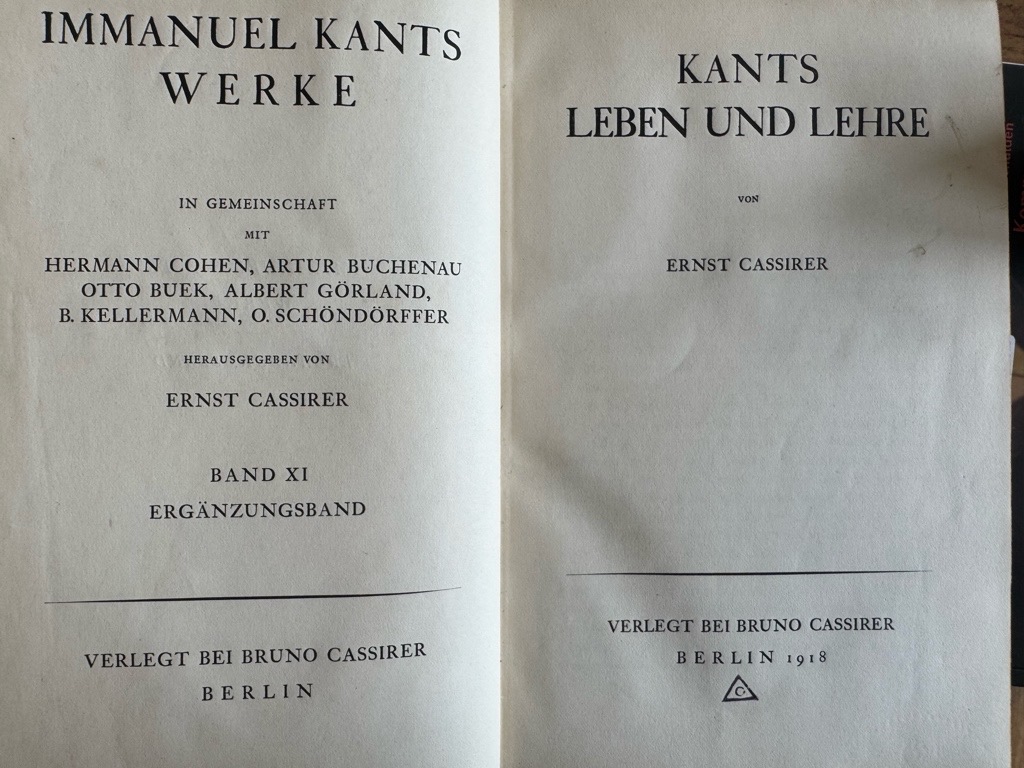 IMMANUEL KANTS
WERKE
IN GEMEINSCHAFT
MIT
HERMANN COHEN, ARTUR BUCHENAU
OTTO BUEK, ALBERT GÖRLAND,
B. KELLERMANN, O. SCHÖNDÖRFFER
HERAUSGEGEBEN VON
ERNST CASSIRER
BAND XI
ERGÄNZUNGSBAND
VERLEGT BEI BRUNO CASSIRER
BERLIN
KANTS
LEBEN UND LEHRE
VON
ERNST CASSIRER
VERLEGT BEI BRUNO CASSIRER
BERLIN 1918
C